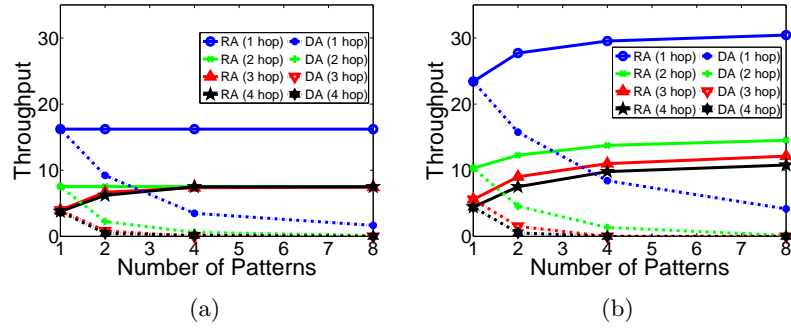 30
20
10
0
Throughput
RA (1 hop) DA (1 hop)
RA (2 hop) DA (2 hop)
RA (3 hop) DA (3 hop)
RA (4 hop) DA (4 hop)
1 2 3 4 5 6 7 8
Number of Patterns
(a)
30
20
10
0
Throughput
RA (1 hop) DA (1 hop)
RA (2 hop) DA (2 hop)
RA (3 hop) DA (3 hop)
RA (4 hop) DA (4 hop)
1 2 3 4 5 6 7 8
Number of Patterns
(b)